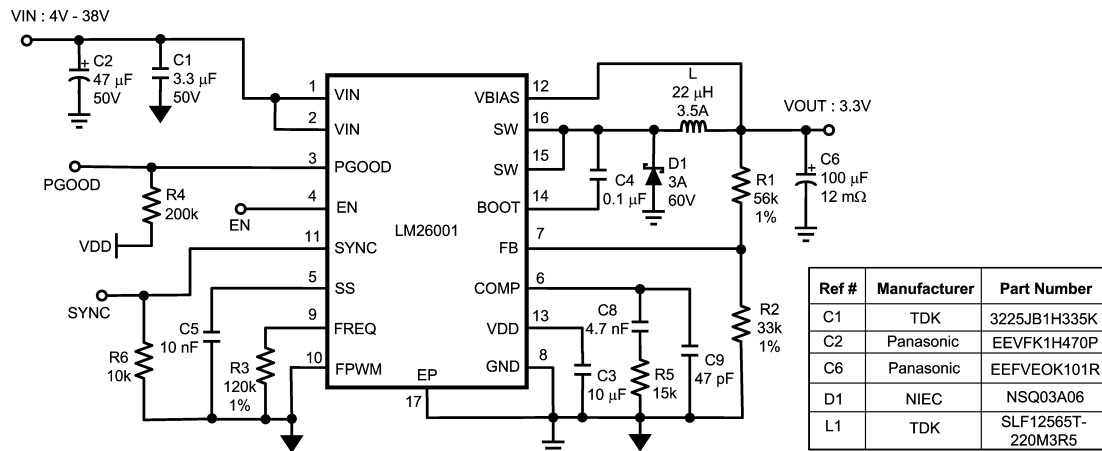 VIN : 4V - 38V
C2
47 μF
50V
C1
3.3 μF
50V
PGOOD
R4
200k
VDD
EN
SYNC
R6
10k
C5
10 nF
R3
120k
1%
1
VIN
2
VIN
3
PGOOD
4
EN
11
SYNC
5
SS
9
FREQ
10
FPWM
LM26001
EP
17
12
VBIAS
16
SW
15
SW
14
BOOT
7
FB
6
COMP
13
VDD
8
GND
L
22 μH
3.5A
VOUT : 3.3V
C4
0.1 μF
D1
3A
60V
R1
56k
1%
C6
100 μF
12 mΩ
C8
4.7 nF
R5
15k
C9
47 pF
C3
10 μF
R2
33k
1%
Ref # Manufacturer Part Number
C1 TDK 3225JB1H335K
C2 Panasonic EEVFK1H470P
C6 Panasonic EEFVEOK101R
D1 NIEC NSQ03A06
L1 TDK SLF12565T-
220M3R5